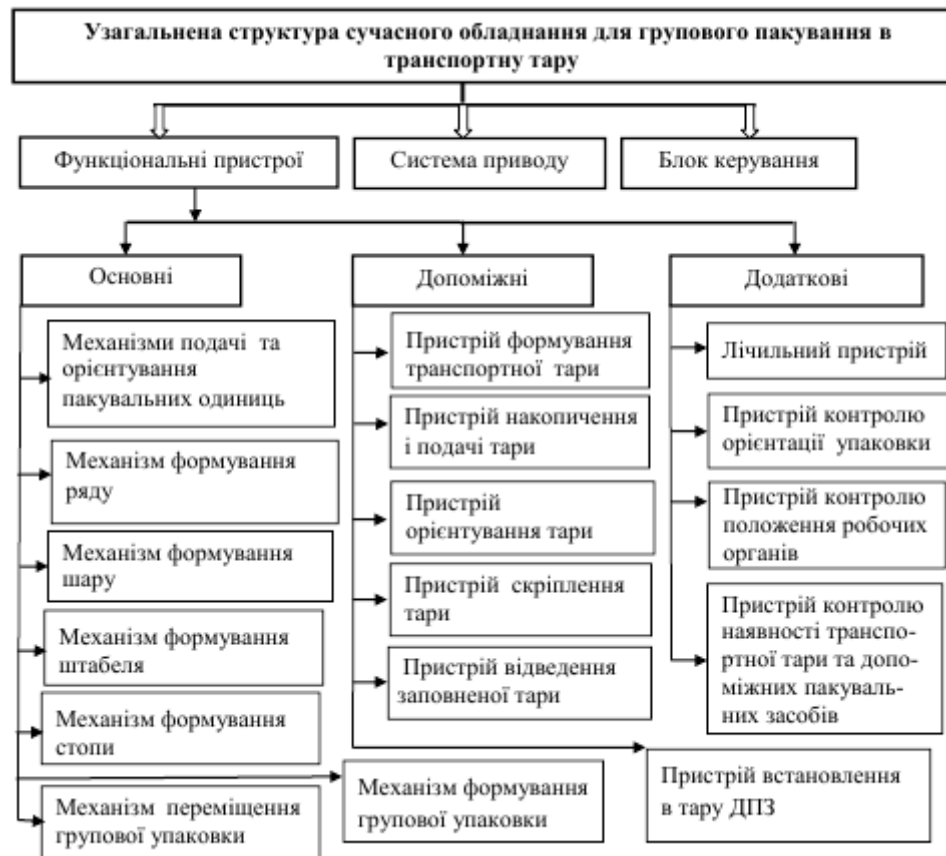 Узагальнена структура сучасного обладнання для групового пакування в
транспортну тару
Функціональні пристрої
Система приводу
Блок керування
Основні
Механізми подачі та
орієнтування
пакувальних одиниць
Механізм формування
ряду
Механізм формування
шару
Механізм формування
штабеля
Механізм формування
стопи
Механізм переміщення
групової упаковки
Механізм формування
групової упаковки
Допоміжні
Пристрій формування
транспортної тари
Пристрій накопичення
і подачі тари
Пристрій
орієнтування тари
Пристрій скріплення
тари
Пристрій відведення
заповненої тари
Пристрій встановлення
в тару ДПЗ
Додаткові
Лічильний пристрій
Пристрій контролю
орієнтації упаковки
Пристрій контролю
положення робочих
органів
Пристрій контролю
наявності транспо-
ртної тари та допо-
міжних пакуваль-
них засобів